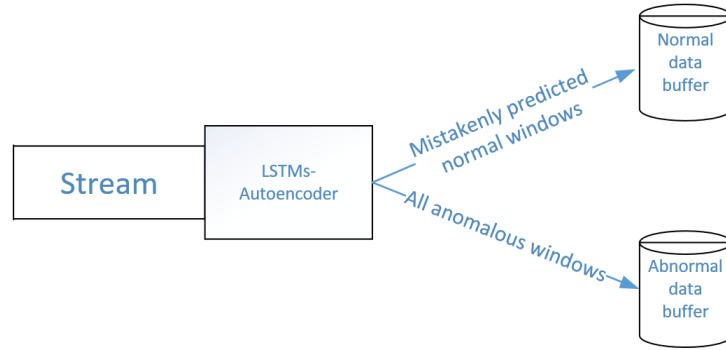 Stream
LSTMs-
Autoencoder
Mistakenly predicted
normal windows
All anomalous windows
Normal
data
buffer
Abnormal
data
buffer